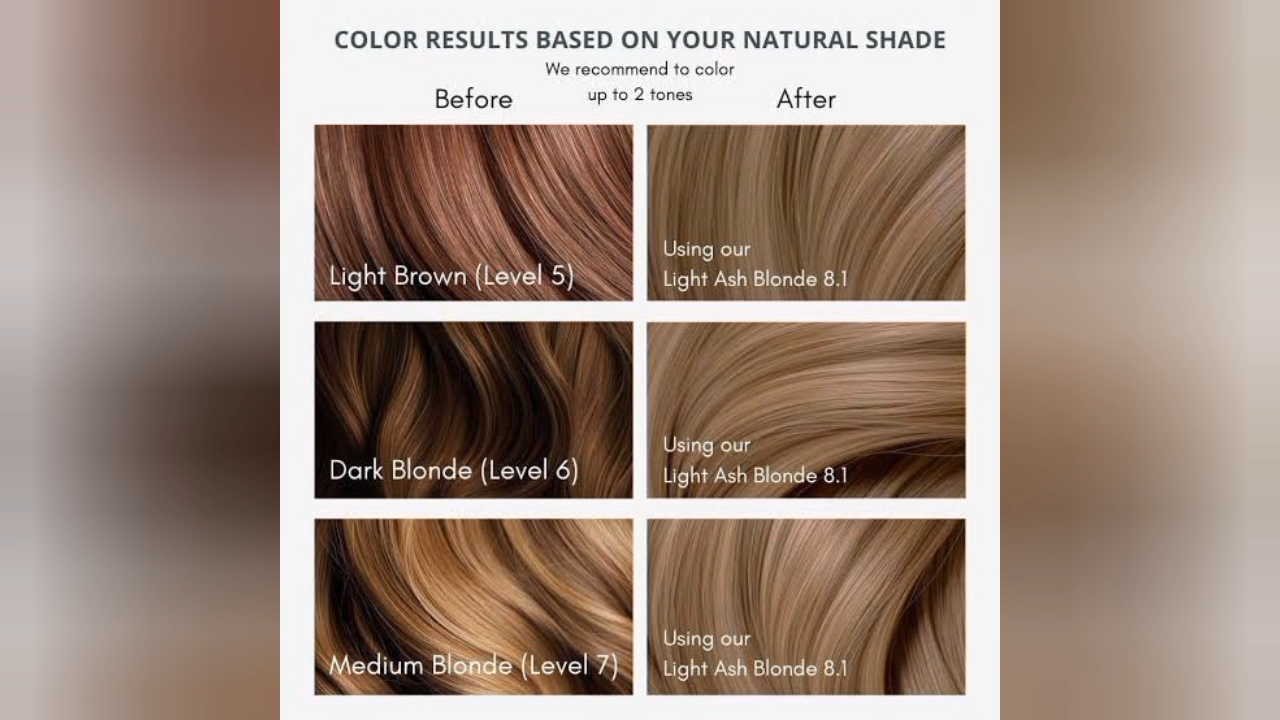 COLOR RESULTS BASED ON YOUR NATURAL SHADE
We recommend to color
up to 2 tones
Before
After
Light Brown (Level 5)
Using our
Light Ash Blonde 8.1
Dark Blonde (Level 6)
Using our
Light Ash Blonde 8.1
Medium Blonde (Level 7)
Using our
Light Ash Blonde 8.1